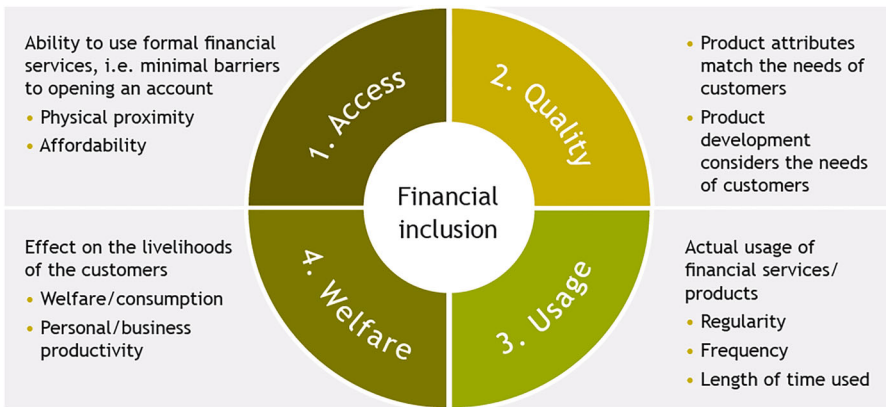 Ability to use formal financial
services, i.e. minimal barriers
to opening an account
• Physical proximity
• Affordability
1. Access
2. Quality
• Product attributes
match the needs of
customers
• Product
development
considers the needs
of customers
Financial
inclusion
Effect on the livelihoods
of the customers
• Welfare/consumption
• Personal/business
productivity
4. Welfare
3. Usage
Actual usage of
financial services/
products
• Regularity
• Frequency
• Length of time used